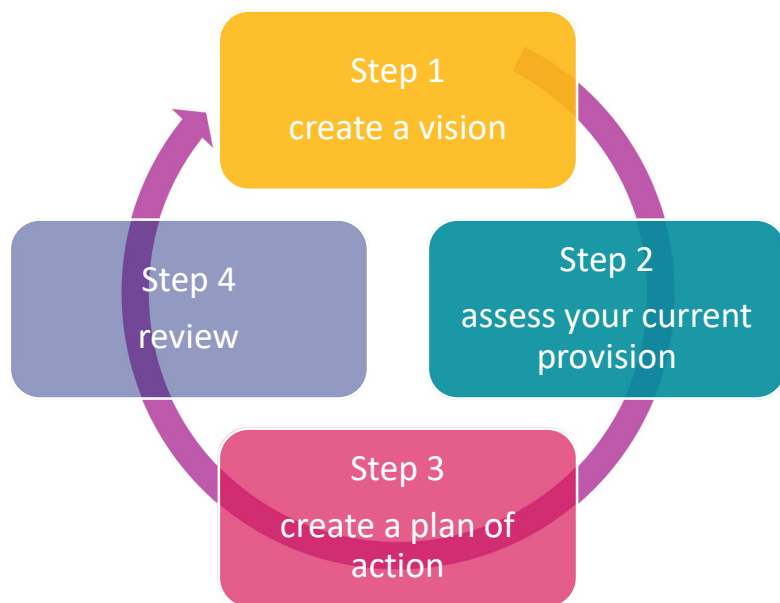 Step 1
create a vision
Step 2
assess your current
provision
Step 3
create a plan of
action
Step 4
review